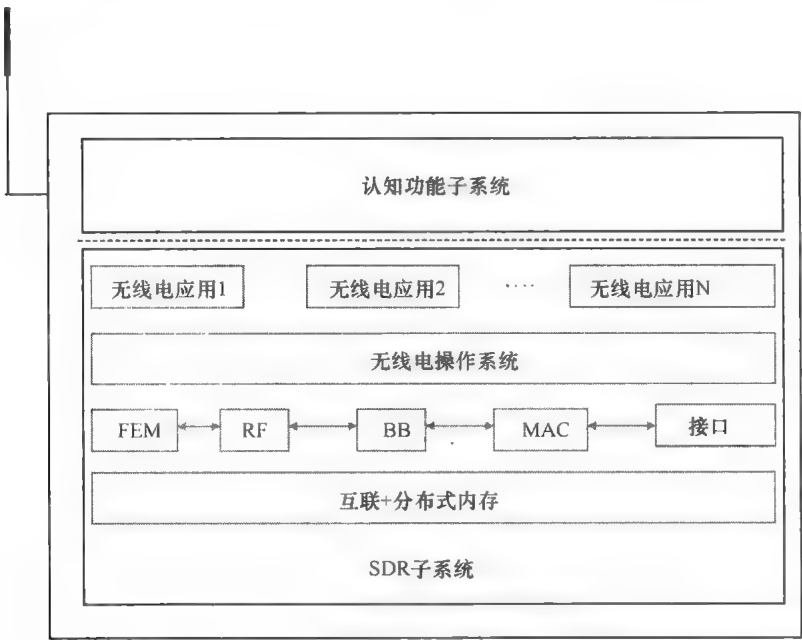 认知功能子系统
无线电应用1 无线电应用2 ···· 无线电应用N
无线电操作系统
FEM RF BB MAC 接口
互联+分布式内存
SDR子系统